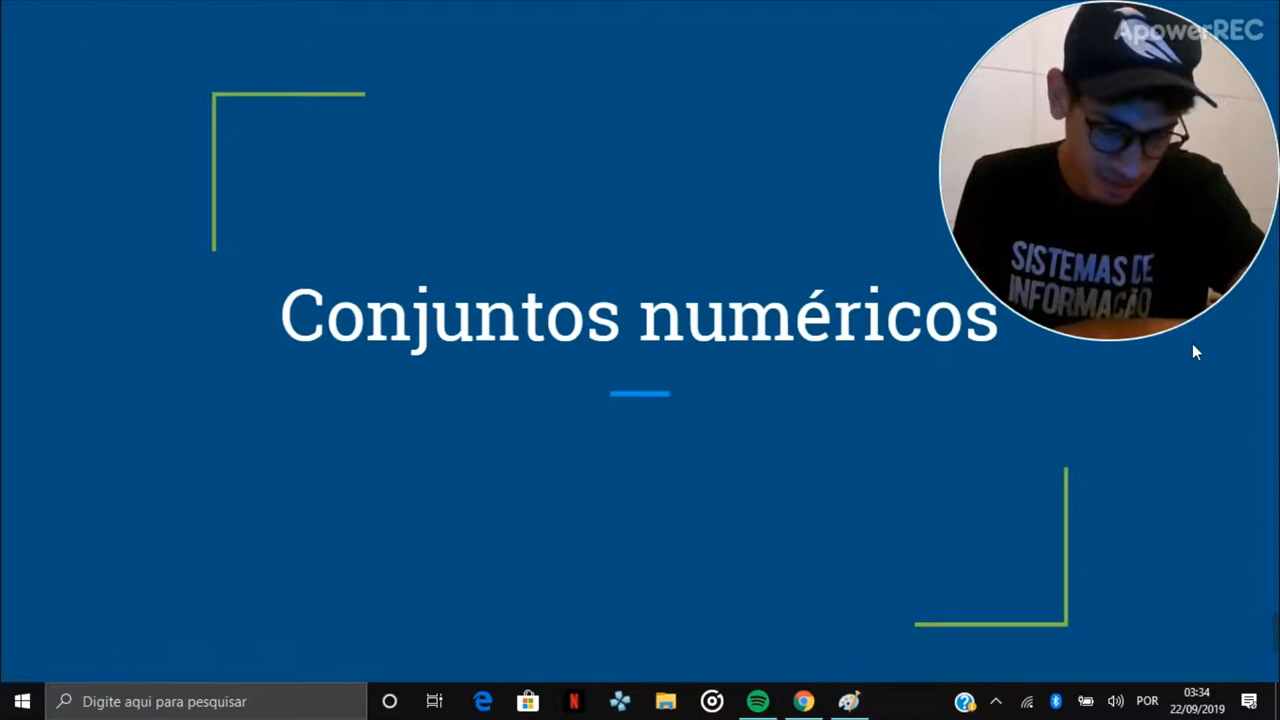 ApowerREC
SISTEMAS DE
INFORMAÇÃO
Conjuntos numéricos
Digite aqui para pesquisar
POR
03:34
22/09/2019